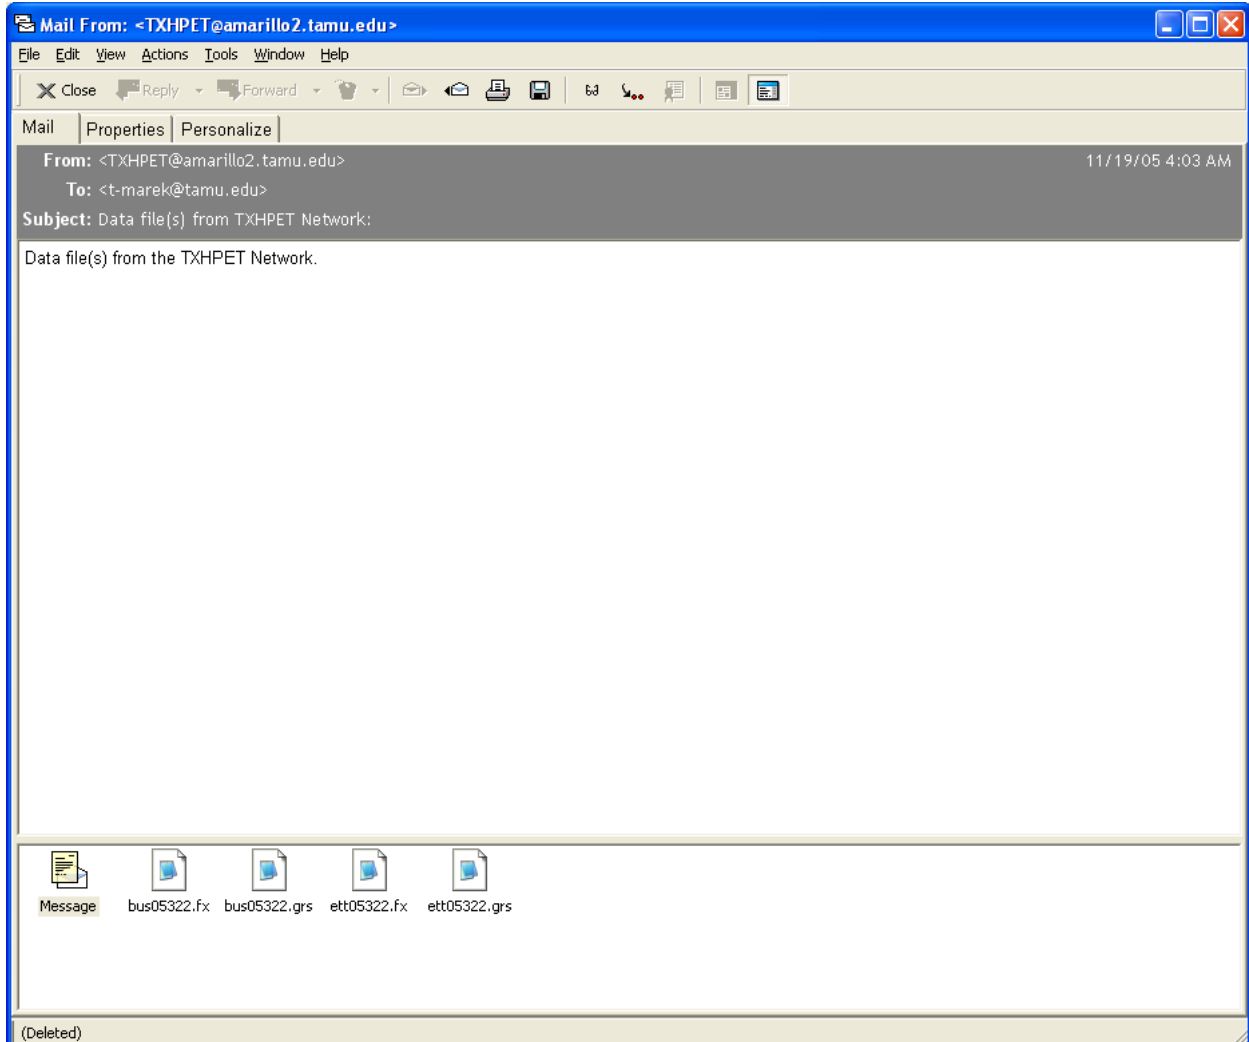 Mail From: <TXHPET@amarillo2.tamu.edu>
File Edit View Actions Tools Window Help
Close Reply Forward
Mail Properties Personalize
From: <TXHPET@amarillo2.tamu.edu> 11/19/05 4:03 AM
To: <t-marek@tamu.edu>
Subject: Data file(s) from TXHPET Network:
Data file(s) from the TXHPET Network.
Message bus05322.fx bus05322.grs ett05322.fx ett05322.grs
(Deleted)